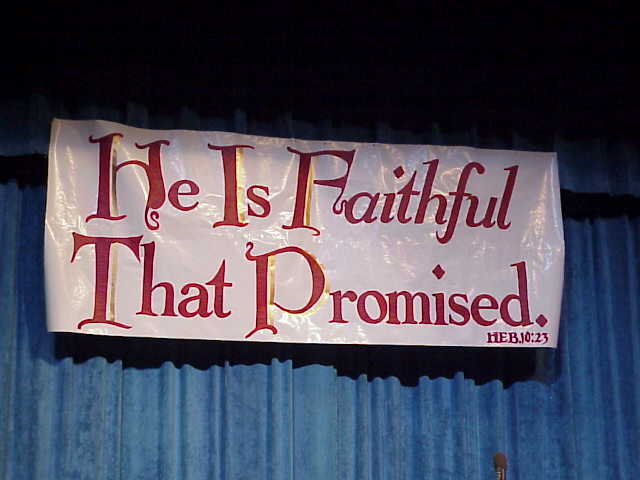 He Is Faithful
That Promised.
HEB. 10:23